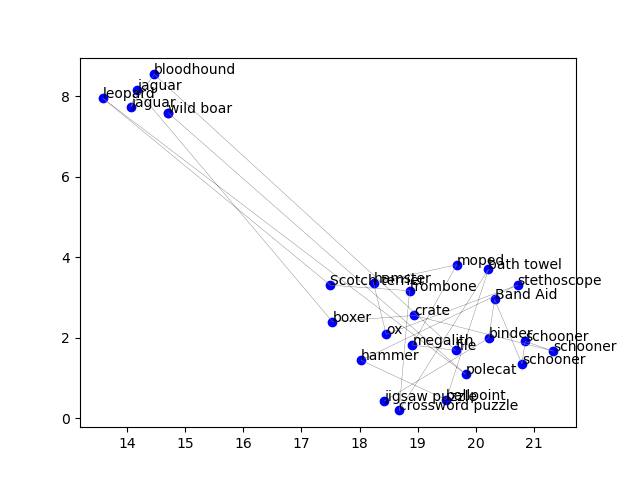 bloodhound
jaguar
leopard
jaguar
wild boar
moped
bath towel
Scotch terrier
hamster
stethoscope
trombone
Band Aid
boxer
crate
ox
binder
schooner
megalith
file
schooner
hammer
schooner
polecat
jigsaw puzzle
ballpoint
crossword puzzle
8
6
4
2
0
14 15 16 17 18 19 20 21